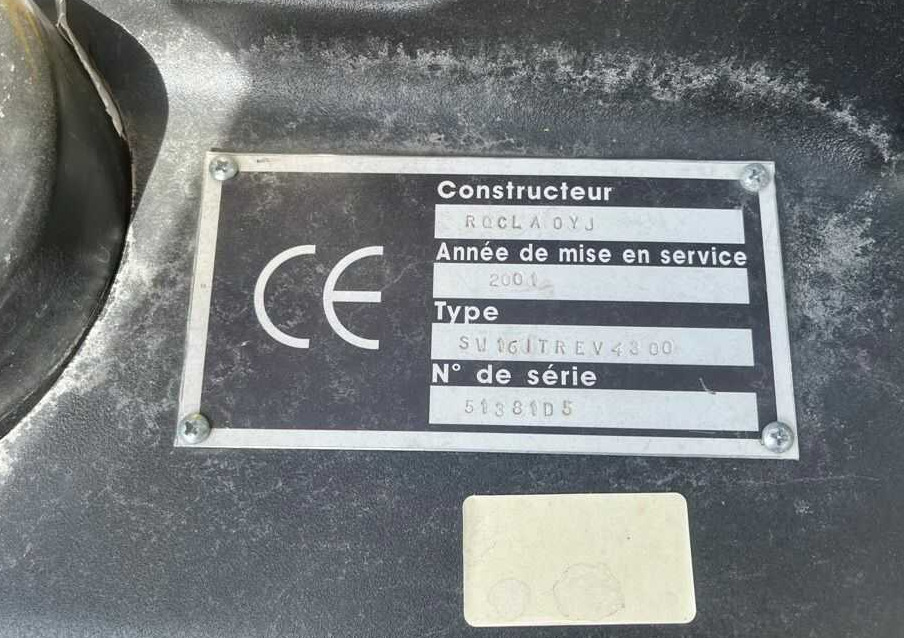 CE
Constructeur
ROCLA OYJ
Année de mise en service
2001
Type
SW16ITREV4300
N° de série
51381D5